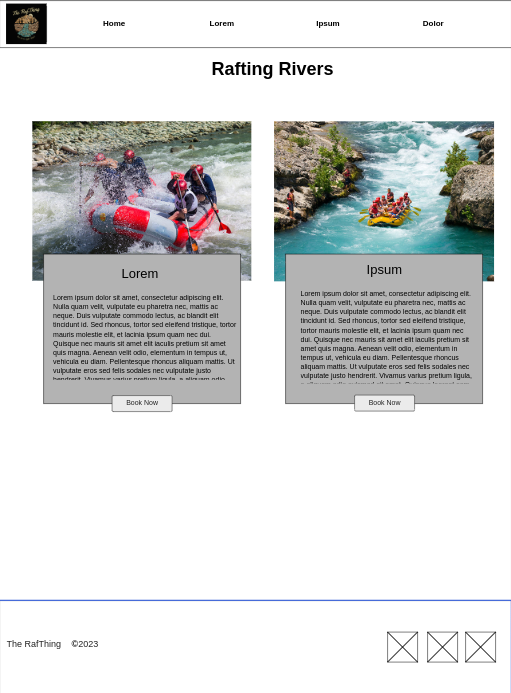 The RafThing
Home Lorem Ipsum Dolor
Rafting Rivers
Lorem
Lorem ipsum dolor sit amet, consectetur adipiscing elit.
Nulla quam velit, vulputate eu pharetra nec, mattis ac
neque. Duis vulputate commodo lectus, ac blandit elit
tincidunt id. Sed rhoncus, tortor sed eleifend tristique, tortor
mauris molestie elit, et lacinia ipsum quam nec dui.
Quisque nec mauris sit amet elit iaculis pretium sit amet
quis magna. Aenean velit odio, elementum in tempus ut,
vehicula eu diam. Pellentesque rhoncus aliquam mattis. Ut
vulputate eros sed felis sodales nec vulputate justo
hendrerit. Vivamus varius pretium ligula, a aliquam odio
Book Now
Ipsum
Lorem ipsum dolor sit amet, consectetur adipiscing elit.
Nulla quam velit, vulputate eu pharetra nec, mattis ac
neque. Duis vulputate commodo lectus, ac blandit elit
tincidunt id. Sed rhoncus, tortor sed eleifend tristique,
tortor mauris molestie elit, et lacinia ipsum quam nec
dui. Quisque nec mauris sit amet elit iaculis pretium sit
amet quis magna. Aenean velit odio, elementum in
tempus ut, vehicula eu diam. Pellentesque rhoncus
aliquam mattis. Ut vulputate eros sed felis sodales nec
vulputate justo hendrerit. Vivamus varius pretium ligula,
Book Now
The RafThing ©2023